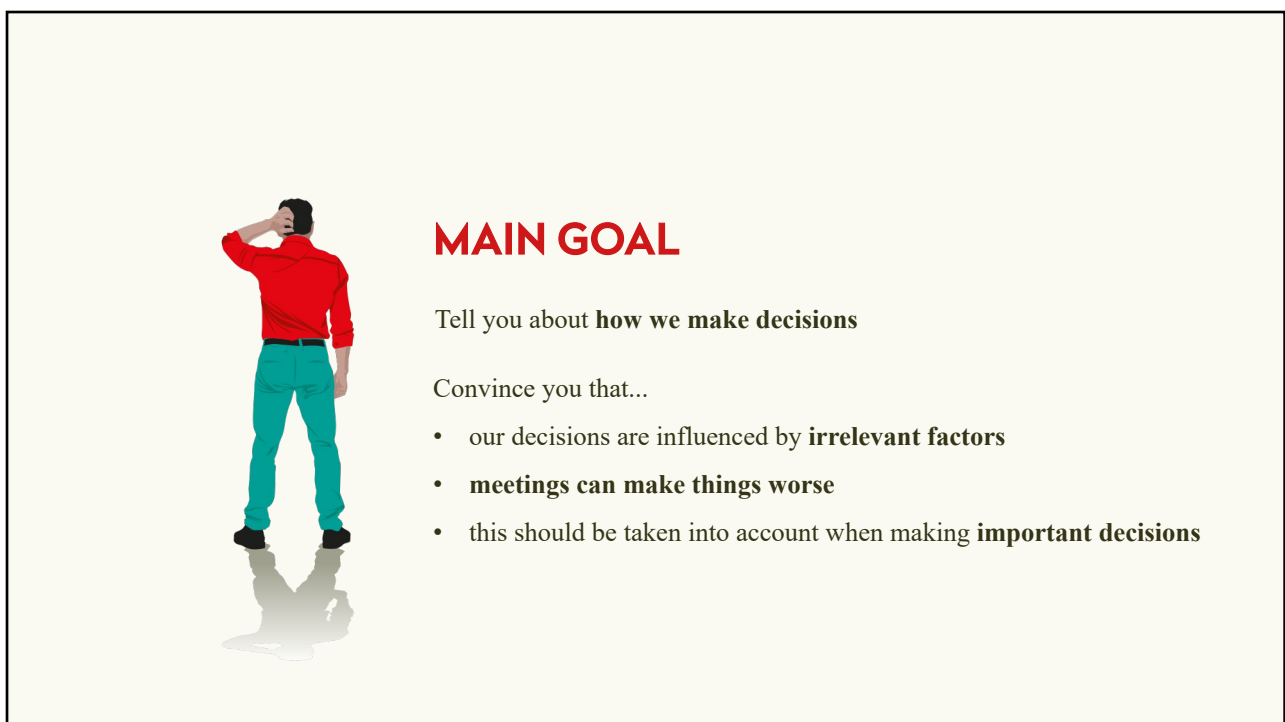 MAIN GOAL
Tell you about how we make decisions
Convince you that...
• our decisions are influenced by irrelevant factors
• meetings can make things worse
• this should be taken into account when making important decisions